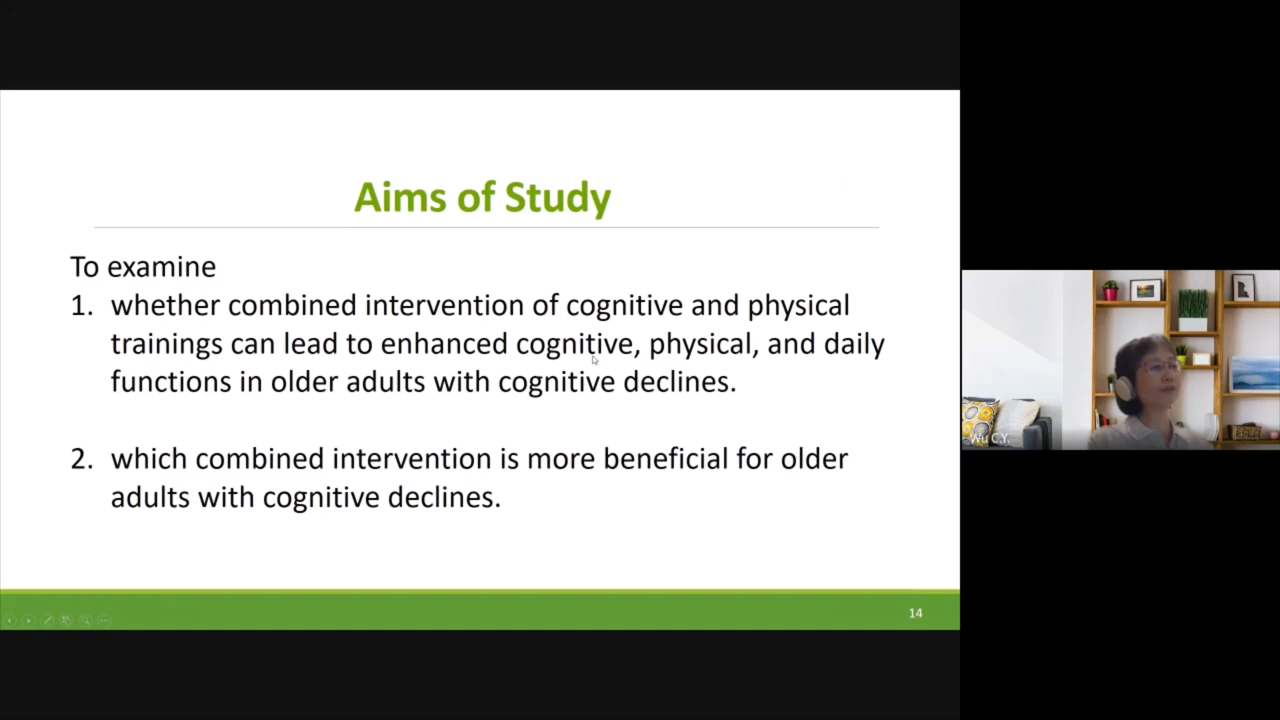 Aims of Study
To examine
1. whether combined intervention of cognitive and physical
trainings can lead to enhanced cognitive, physical, and daily
functions in older adults with cognitive declines.
2. which combined intervention is more beneficial for older
adults with cognitive declines.
14
Wu C.Y.